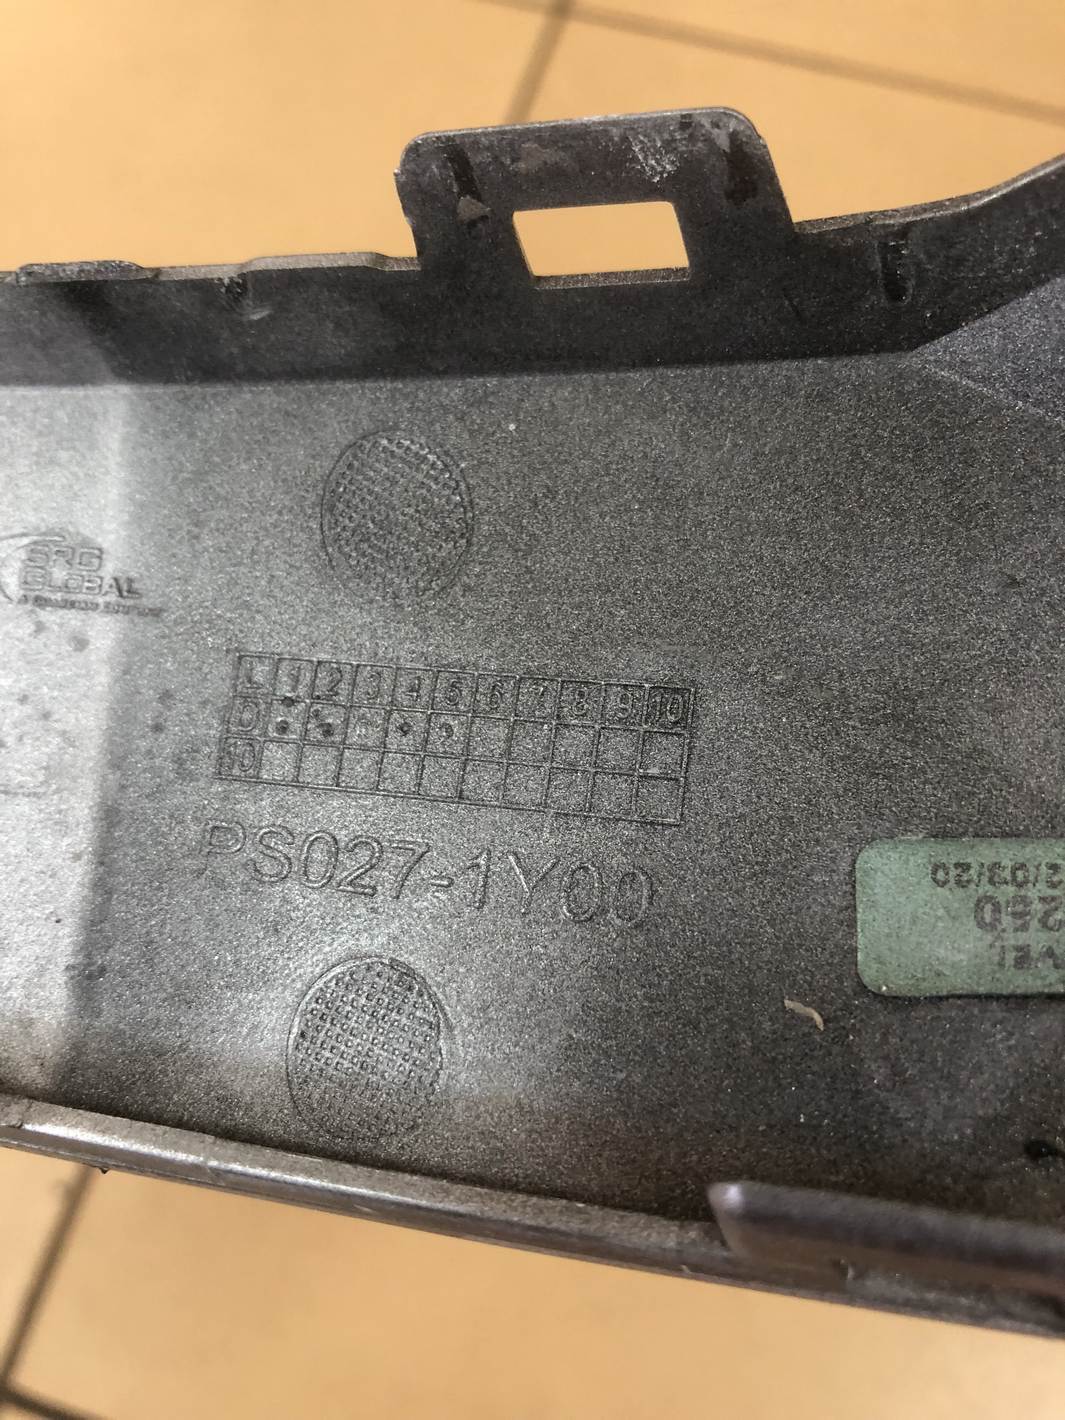 SRG
GLOBAL
L 1 2 3 4 5 6 7 8 9 10
D
10
PS027-1Y00
2/03/20